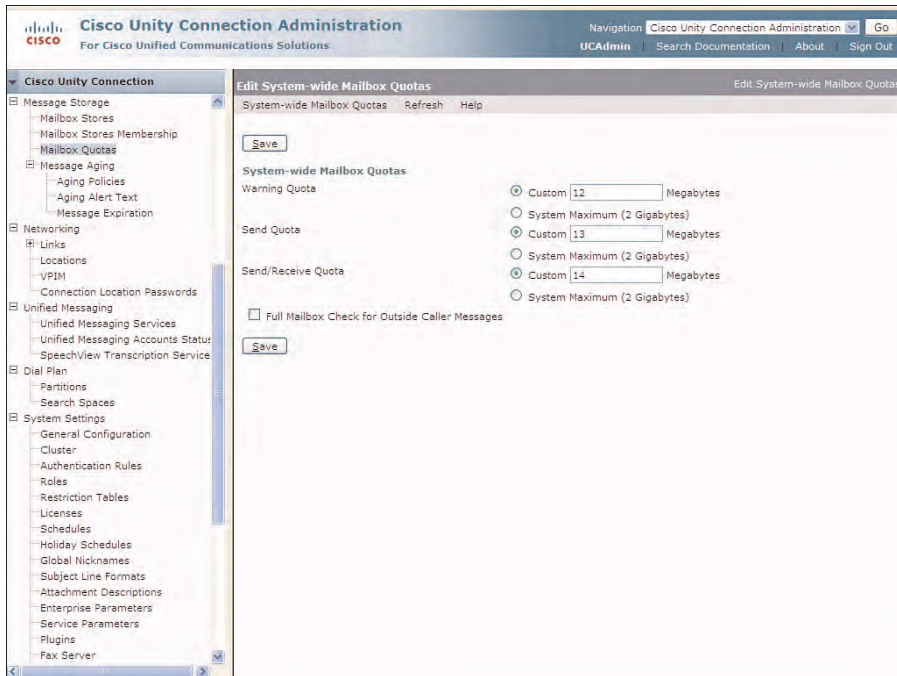 cisco
Cisco Unity Connection Administration
For Cisco Unified Communications Solutions
Navigation Cisco Unity Connection Administration Go
UCAdmin Search Documentation About Sign Out
Cisco Unity Connection
Message Storage
Mailbox Stores
Mailbox Stores Membership
Mailbox Quotas
Message Aging
Aging Policies
Aging Alert Text
Message Expiration
Networking
Links
Locations
VPIM
Connection Location Passwords
Unified Messaging
Unified Messaging Services
Unified Messaging Accounts Status
SpeechView Transcription Service
Dial Plan
Partitions
Search Spaces
System Settings
General Configuration
Cluster
Authentication Rules
Roles
Restriction Tables
Licenses
Schedules
Holiday Schedules
Global Nicknames
Subject Line Formats
Attachment Descriptions
Enterprise Parameters
Service Parameters
Plugins
Fax Server
Edit System-wide Mailbox Quotas
Edit System-wide Mailbox Quotas
System-wide Mailbox Quotas Refresh Help
Save
System-wide Mailbox Quotas
Warning Quota Custom 12 Megabytes
System Maximum (2 Gigabytes)
Send Quota Custom 13 Megabytes
System Maximum (2 Gigabytes)
Send/Receive Quota Custom 14 Megabytes
System Maximum (2 Gigabytes)
Full Mailbox Check for Outside Caller Messages
Save